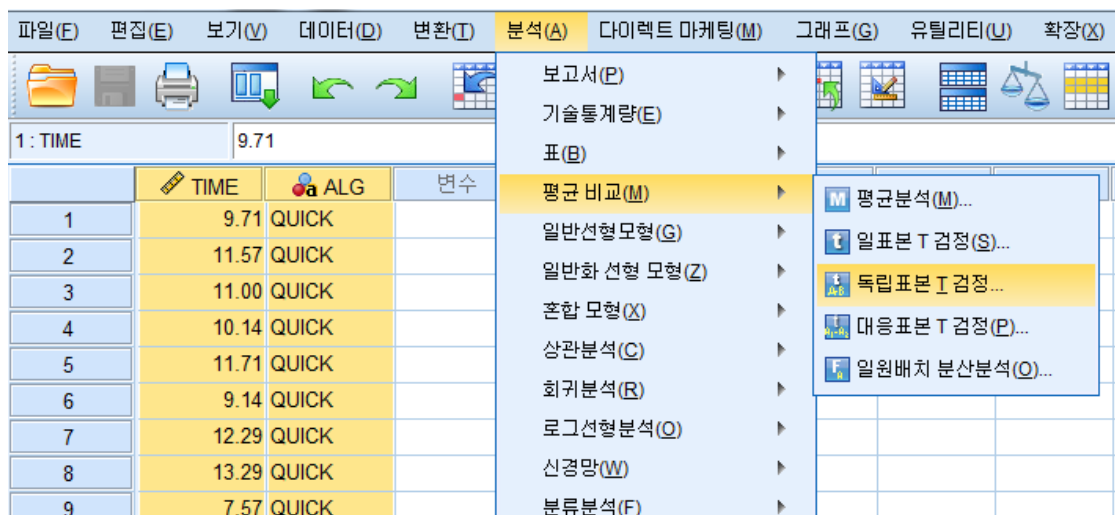 파일(F) 편집(E) 보기(V) 데이터(D) 변환(T) 분석(A) 다이렉트 마케팅(M) 그래프(G) 유틸리티(U) 확장(X)
1 : TIME 9.71
TIME ALG 변수
1 9.71 QUICK
2 11.57 QUICK
3 11.00 QUICK
4 10.14 QUICK
5 11.71 QUICK
6 9.14 QUICK
7 12.29 QUICK
8 13.29 QUICK
9 7.57 QUICK
보고서(P)
기술통계량(E)
표(B)
평균 비교(M)
일반선형모형(G)
일반화 선형 모형(Z)
혼합 모형(X)
상관분석(C)
회귀분석(R)
로그선형분석(O)
신경망(W)
분류분석(F)
평균분석(M)...
일표본 T 검정(S)...
독립표본 T 검정...
대응표본 T 검정(P)...
일원배치 분산분석(O)...